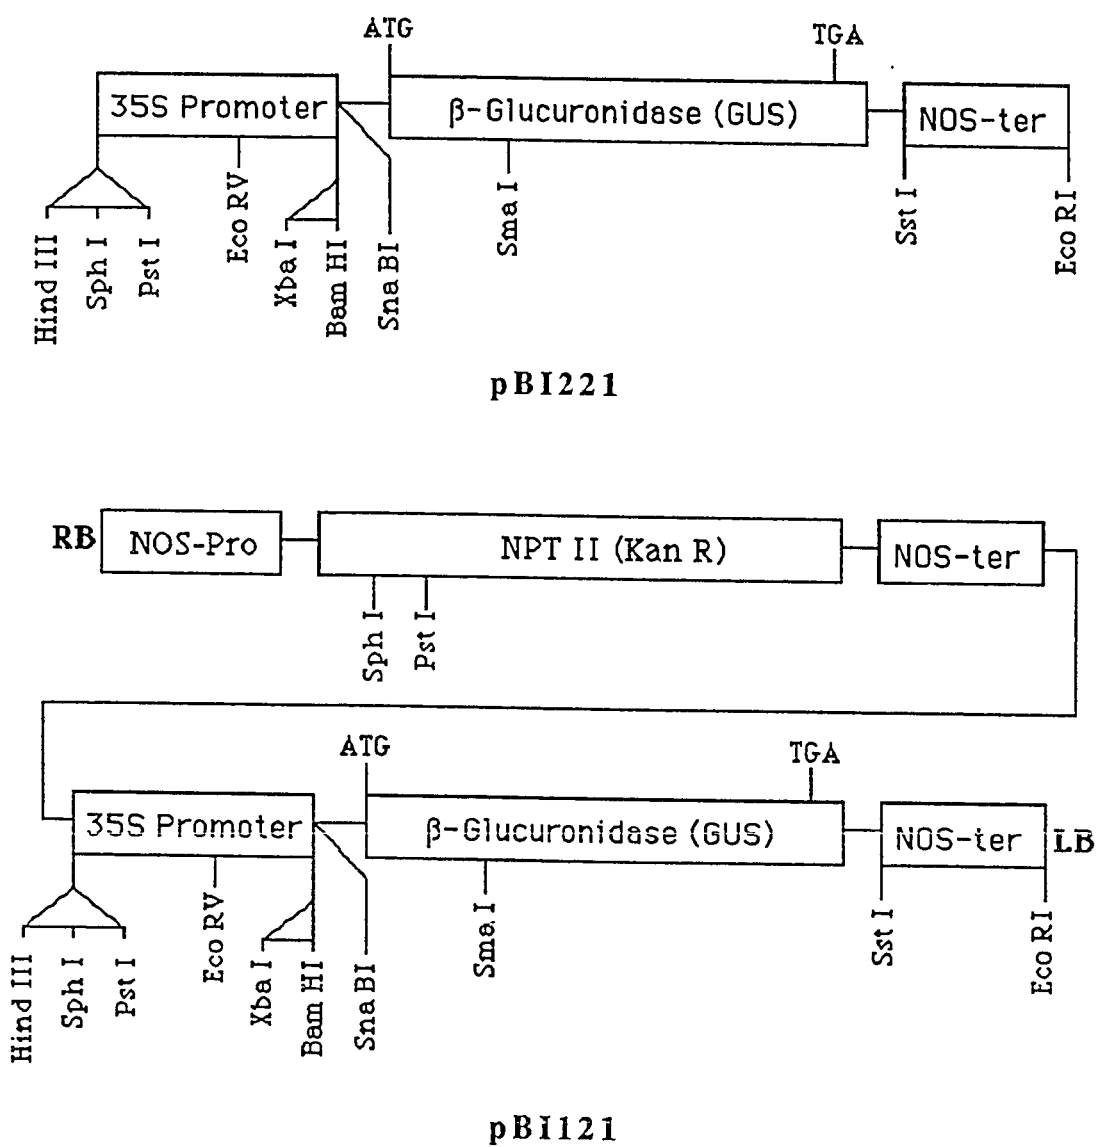 ATG
TGA
35S Promoter
β-Glucuronidase (GUS)
NOS-ter
Hind III
Sph I
Pst I
Eco RV
Xba I
Bam HI
Sna BI
Sma I
Sst I
Eco RI
pBI221
RB
NOS-Pro
NPT II (Kan R)
NOS-ter
Sph I
Pst I
ATG
TGA
35S Promoter
β-Glucuronidase (GUS)
NOS-ter
LB
Hind III
Sph I
Pst I
Eco RV
Xba I
Bam HI
Sna BI
Sma I
Sst I
Eco RI
pBI121